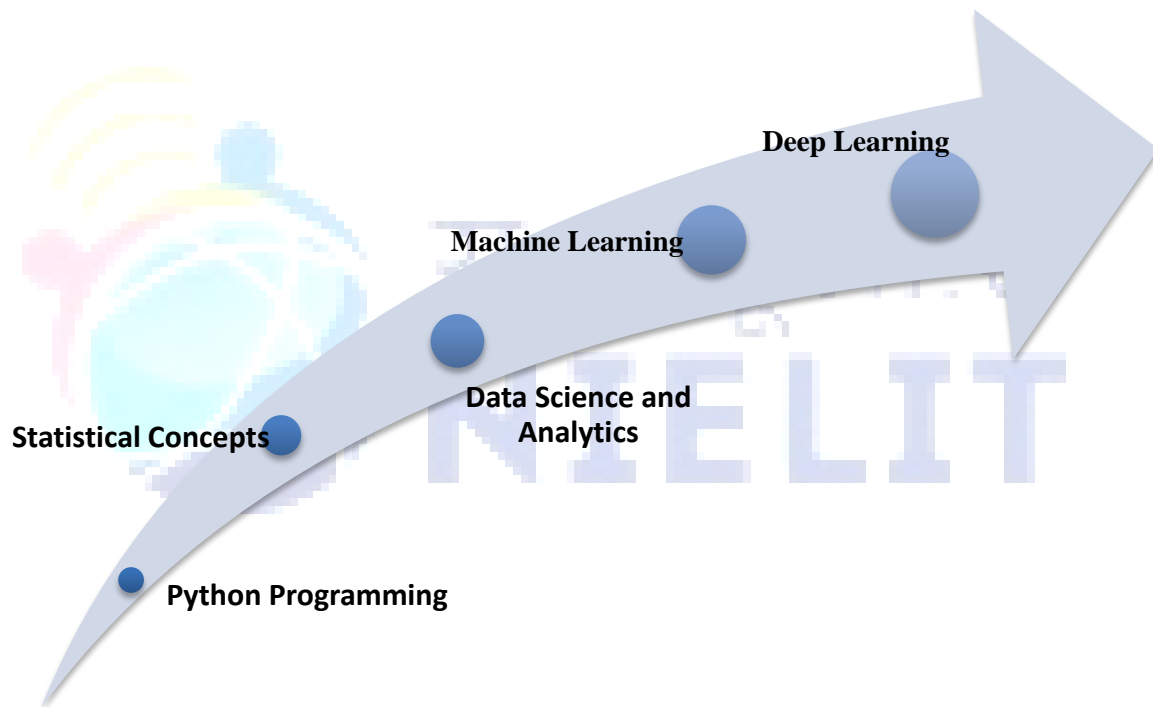 Deep Learning
Machine Learning
Data Science and
Analytics
Statistical Concepts
Python Programming
NIELIT